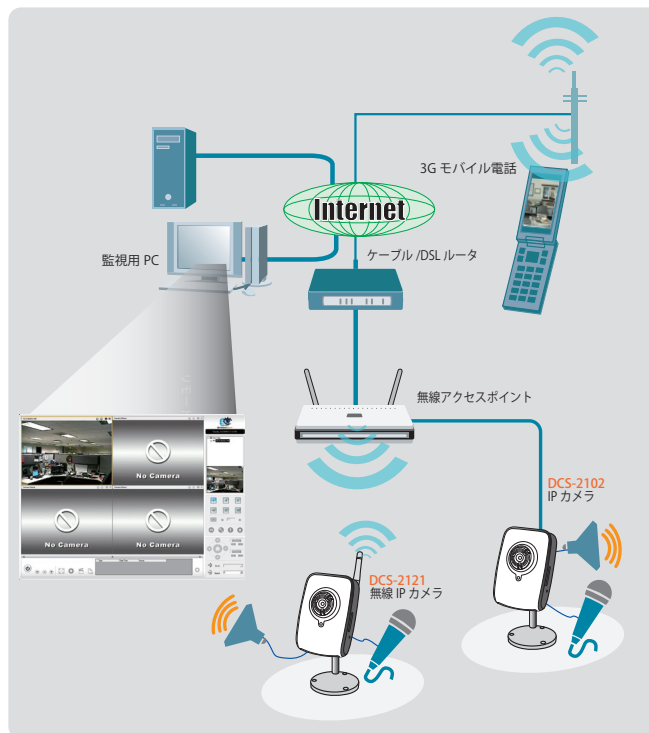 3G モバイル電話
Internet
監視用 PC
ケーブル /DSL ルータ
無線アクセスポイント
No Camera
No Camera
No Camera
DCS-2102
IP カメラ
DCS-2121
無線 IP カメラ